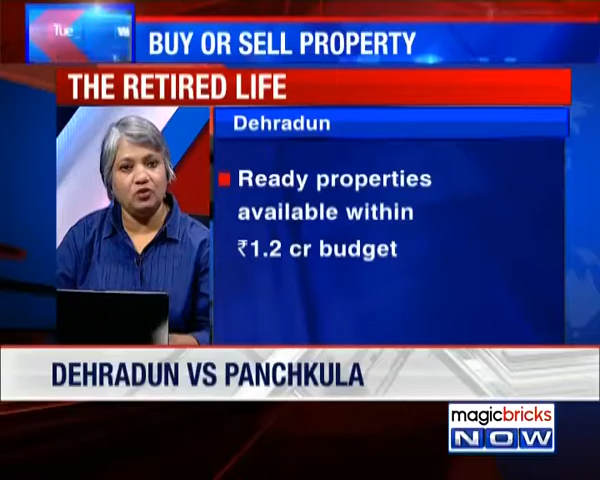 Tue
BUY OR SELL PROPERTY
THE RETIRED LIFE
Dehradun
Ready properties
available within
₹1.2 cr budget
DEHRADUN VS PANCHKULA
magicbricks
NOW